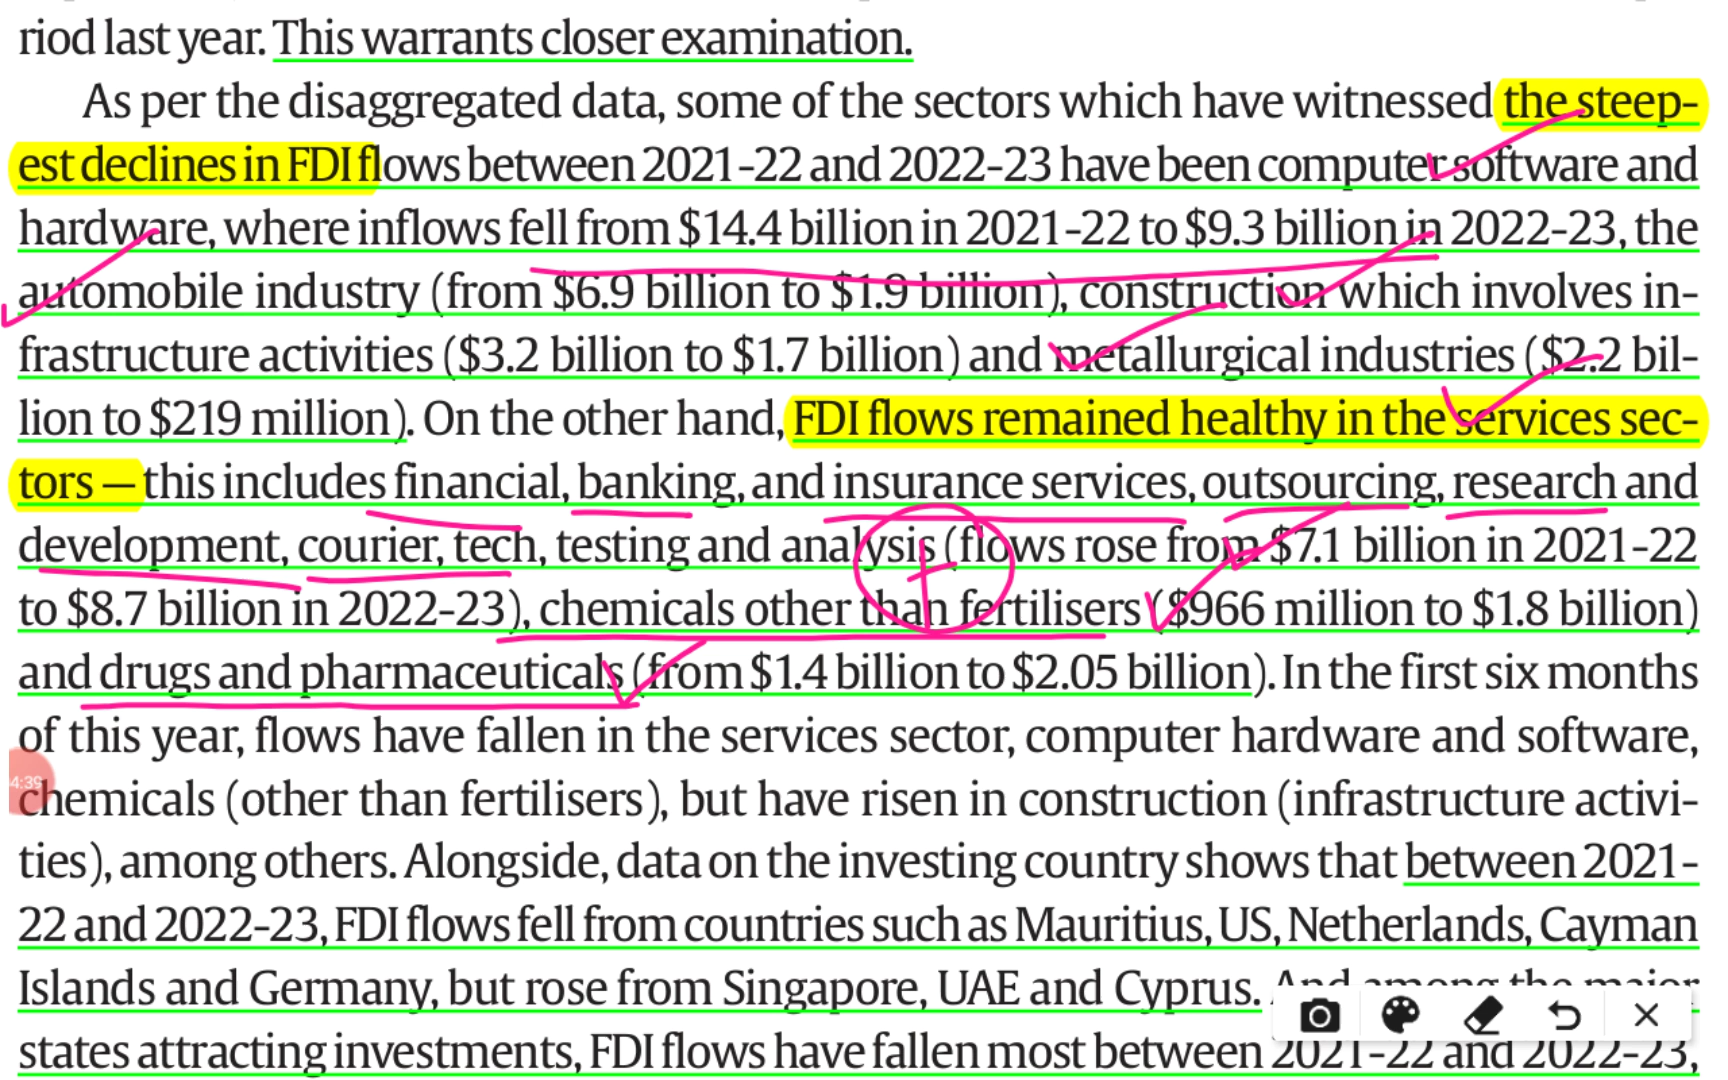 riod last year. This warrants closer examination.
As per the disaggregated data, some of the sectors which have witnessed the steep-
est declines in FDI flows between 2021-22 and 2022-23 have been computer software and
hardware, where inflows fell from $14.4 billion in 2021-22 to $9.3 billion in 2022-23, the
automobile industry (from $6.9 billion to $1.9 billion), construction which involves in-
frastructure activities ($3.2 billion to $1.7 billion) and metallurgical industries ($2.2 bil-
lion to $219 million). On the other hand, FDI flows remained healthy in the services sec-
tors — this includes financial, banking, and insurance services, outsourcing, research and
development, courier, tech, testing and analysis (flows rose from $7.1 billion in 2021-22
to $8.7 billion in 2022-23), chemicals other than fertilisers ($966 million to $1.8 billion)
and drugs and pharmaceuticals (from $1.4 billion to $2.05 billion). In the first six months
of this year, flows have fallen in the services sector, computer hardware and software,
4:39
chemicals (other than fertilisers), but have risen in construction (infrastructure activi-
ties), among others. Alongside, data on the investing country shows that between 2021-
22 and 2022-23, FDI flows fell from countries such as Mauritius, US, Netherlands, Cayman
Islands and Germany, but rose from Singapore, UAE and Cyprus. And among the major
states attracting investments, FDI flows have fallen most between 2021-22 and 2022-23,